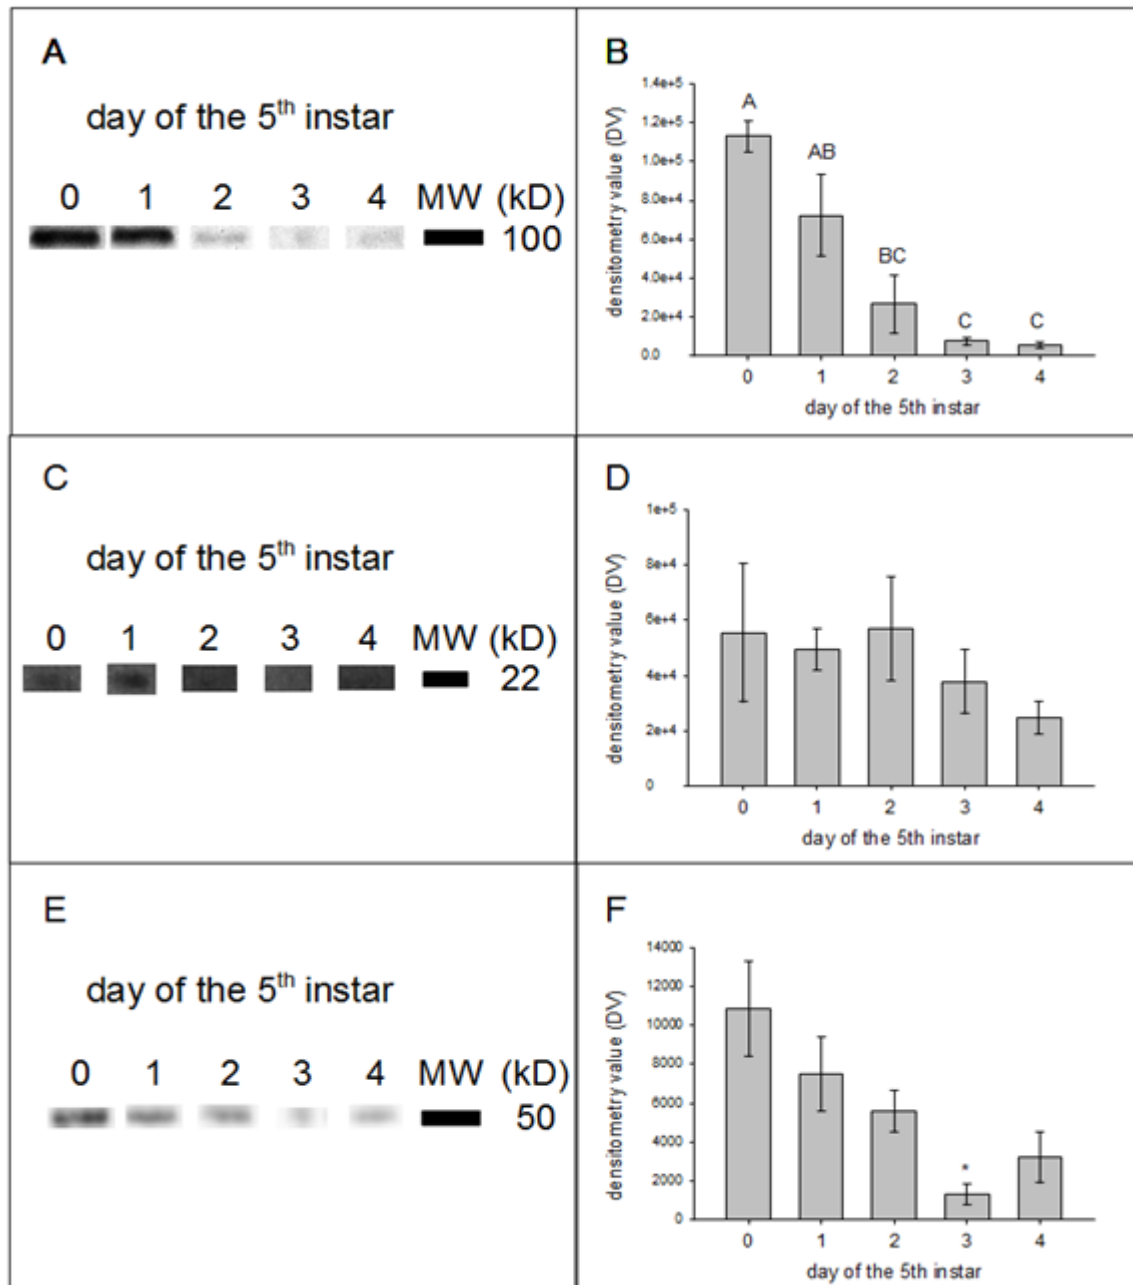 A
day of the 5th instar
0 1 2 3 4 MW (kD)
100
B
densitometry value (DV)
1.4e+5
1.2e+5
1.0e+5
8.0e+4
6.0e+4
4.0e+4
2.0e+4
0.0
A
AB
BC
C
C
0 1 2 3 4
day of the 5th instar
C
day of the 5th instar
0 1 2 3 4 MW (kD)
22
D
densitometry value (DV)
1e+5
8e+4
6e+4
4e+4
2e+4
0
0 1 2 3 4
day of the 5th instar
E
day of the 5th instar
0 1 2 3 4 MW (kD)
50
F
densitometry value (DV)
14000
12000
10000
8000
6000
4000
2000
0
*
0 1 2 3 4
day of the 5th instar